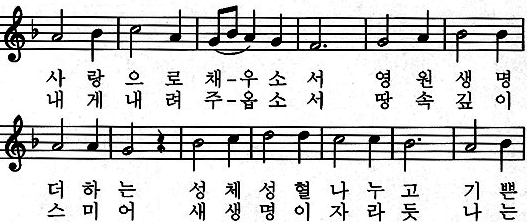 사 랑 으 로 채 - 우 소 서 영 원 생 명
내 게 내 려 주 - 옵 소 서 땅 속 깊 이
더 하 는 성 체 성 혈 나 누 고 기 쁜
스 미 어 새 생 명 이 자 라 듯 나 는